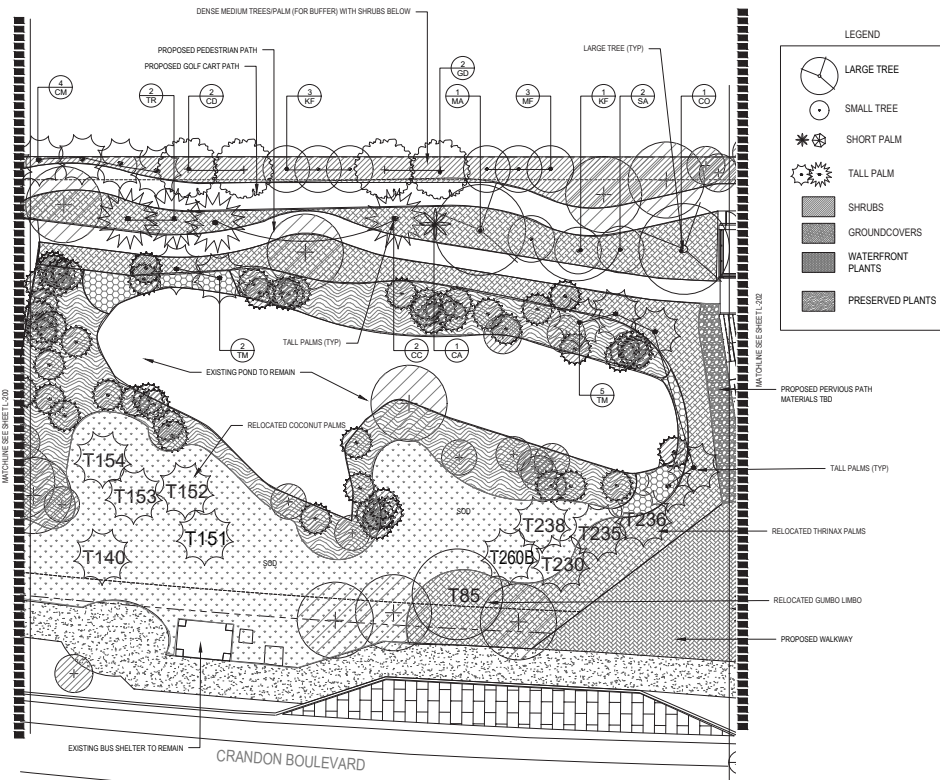 DENSE MEDIUM TREES/PALM (FOR BUFFER) WITH SHRUBS BELOW
PROPOSED PEDESTRIAN PATH
PROPOSED GOLF CART PATH
LARGE TREE (TYP)
4
CM
2
TR
2
CD
3
KF
2
GD
1
MA
3
MF
1
KF
2
SA
1
CO
LEGEND
LARGE TREE
SMALL TREE
SHORT PALM
TALL PALM
SHRUBS
GROUNDCOVERS
WATERFRONT
PLANTS
PRESERVED PLANTS
MATCHLINE SEE SHEET L-200
MATCHLINE SEE SHEET L-202
2
TM
TALL PALMS (TYP)
2
CC
1
CA
EXISTING POND TO REMAIN
5
TM
PROPOSED PERVIOUS PATH
MATERIALS TBD
RELOCATED COCONUT PALMS
TALL PALMS (TYP)
T154
T153
T152
T151
T140
SOD
SOD
T238
T235
T236
T260B
T230
T85
RELOCATED THRINAX PALMS
RELOCATED GUMBO LIMBO
PROPOSED WALKWAY
EXISTING BUS SHELTER TO REMAIN
CRANDON BOULEVARD